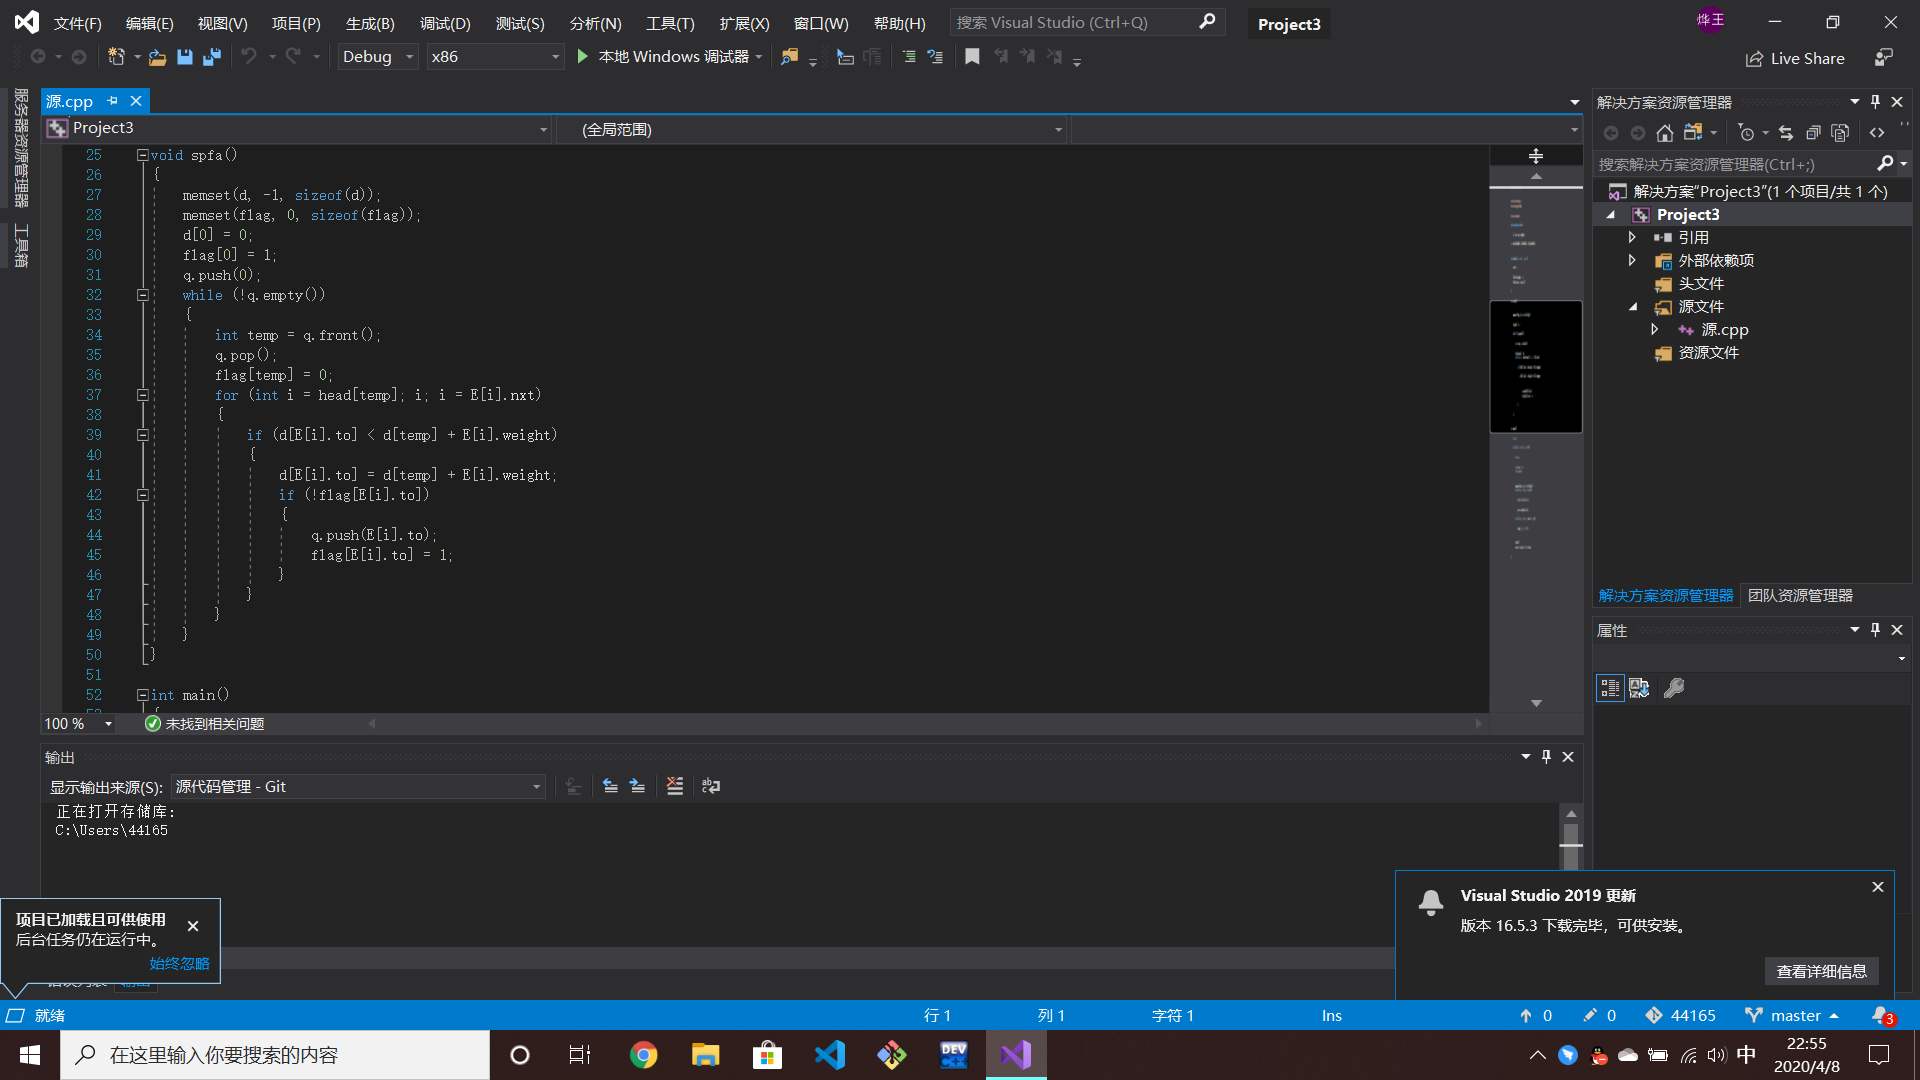 文件(F) 编辑(E) 视图(V) 项目(P) 生成(B) 调试(D) 测试(S) 分析(N) 工具(T) 扩展(X) 窗口(W) 帮助(H) 搜索 Visual Studio (Ctrl+Q) Project3 烨王
Debug x86 本地 Windows 调试器 Live Share
服务器资源管理器
工具箱
源.cpp
Project3 (全局范围)
25 void spfa()
26 {
27 memset(d, -1, sizeof(d));
28 memset(flag, 0, sizeof(flag));
29 d[0] = 0;
30 flag[0] = 1;
31 q.push(0);
32 while (!q.empty())
33 {
34 int temp = q.front();
35 q.pop();
36 flag[temp] = 0;
37 for (int i = head[temp]; i; i = E[i].nxt)
38 {
39 if (d[E[i].to] < d[temp] + E[i].weight)
40 {
41 d[E[i].to] = d[temp] + E[i].weight;
42 if (!flag[E[i].to])
43 {
44 q.push(E[i].to);
45 flag[E[i].to] = 1;
46 }
47 }
48 }
49 }
50 }
51
52 int main()
100 % 未找到相关问题
输出
显示输出来源(S): 源代码管理 - Git
正在打开存储库:
C:\Users\44165
解决方案资源管理器
搜索解决方案资源管理器(Ctrl+;)
解决方案"Project3"(1 个项目/共 1 个)
Project3
引用
外部依赖项
头文件
源文件
源.cpp
资源文件
解决方案资源管理器 团队资源管理器
属性
Visual Studio 2019 更新
版本 16.5.3 下载完毕，可供安装。
查看详细信息
项目已加载且可供使用
后台任务仍在运行中。
始终忽略
就绪 行 1 列 1 字符 1 Ins 0 0 44165 master 3
在这里输入你要搜索的内容 DEV C++ 中 22:55
2020/4/8